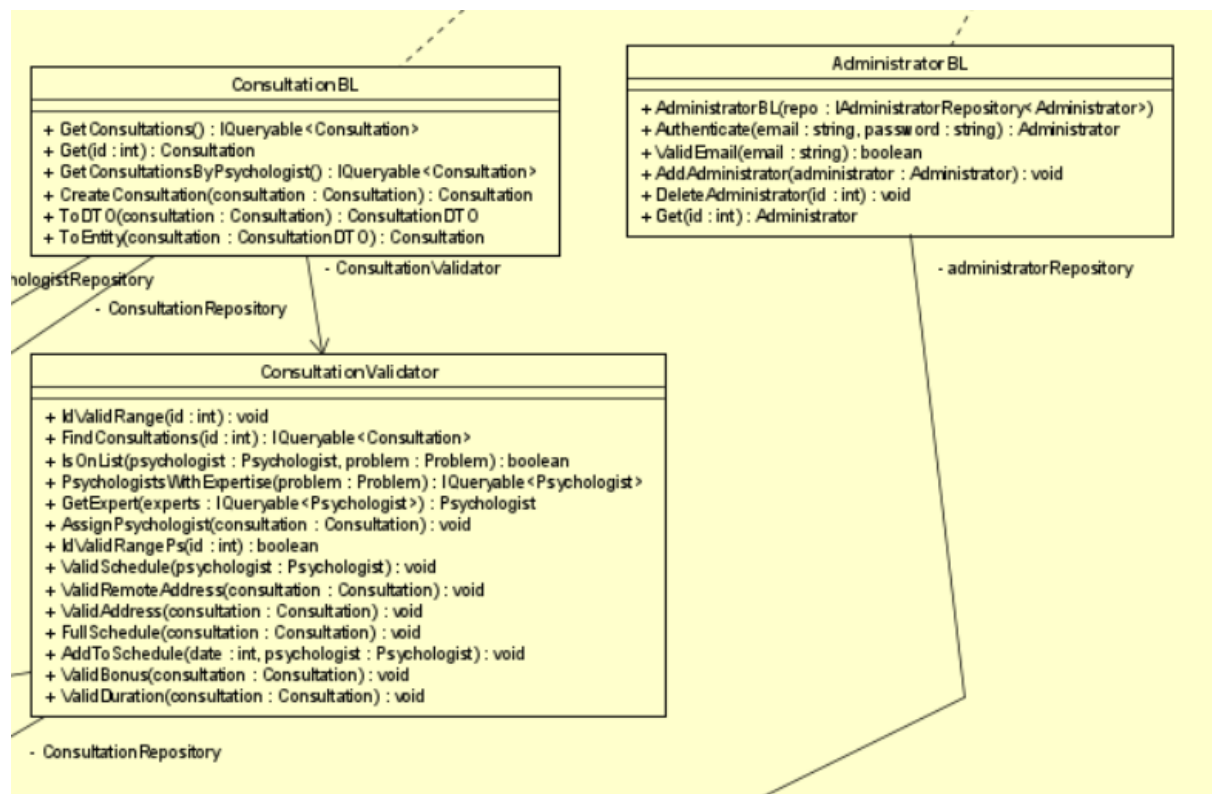 ConsultationBL
+ GetConsultations() : IQueryable<Consultation>
+ Get(id : int) : Consultation
+ GetConsultationsByPsychologist() : IQueryable<Consultation>
+ CreateConsultation(consultation : Consultation) : Consultation
+ ToDTO(consultation : Consultation) : ConsultationDTO
+ ToEntity(consultation : ConsultationDTO) : Consultation
AdministratorBL
+ AdministratorBL(repo : IAdministratorRepository<Administrator>)
+ Authenticate(email : string, password : string) : Administrator
+ ValidEmail(email : string) : boolean
+ AddAdministrator(administrator : Administrator) : void
+ DeleteAdministrator(id : int) : void
+ Get(id : int) : Administrator
- ConsultationValidator
- administratorRepository
hologistRepository
- ConsultationRepository
ConsultationValidator
+ IdValidRange(id : int) : void
+ FindConsultations(id : int) : IQueryable<Consultation>
+ IsOnList(psychologist : Psychologist, problem : Problem) : boolean
+ PsychologistsWithExpertise(problem : Problem) : IQueryable<Psychologist>
+ GetExpert(experts : IQueryable<Psychologist>) : Psychologist
+ AssignPsychologist(consultation : Consultation) : void
+ IdValidRangePs(id : int) : boolean
+ ValidSchedule(psychologist : Psychologist) : void
+ ValidRemoteAddress(consultation : Consultation) : void
+ ValidAddress(consultation : Consultation) : void
+ FullSchedule(consultation : Consultation) : void
+ AddToSchedule(date : int, psychologist : Psychologist) : void
+ ValidBonus(consultation : Consultation) : void
+ ValidDuration(consultation : Consultation) : void
- ConsultationRepository